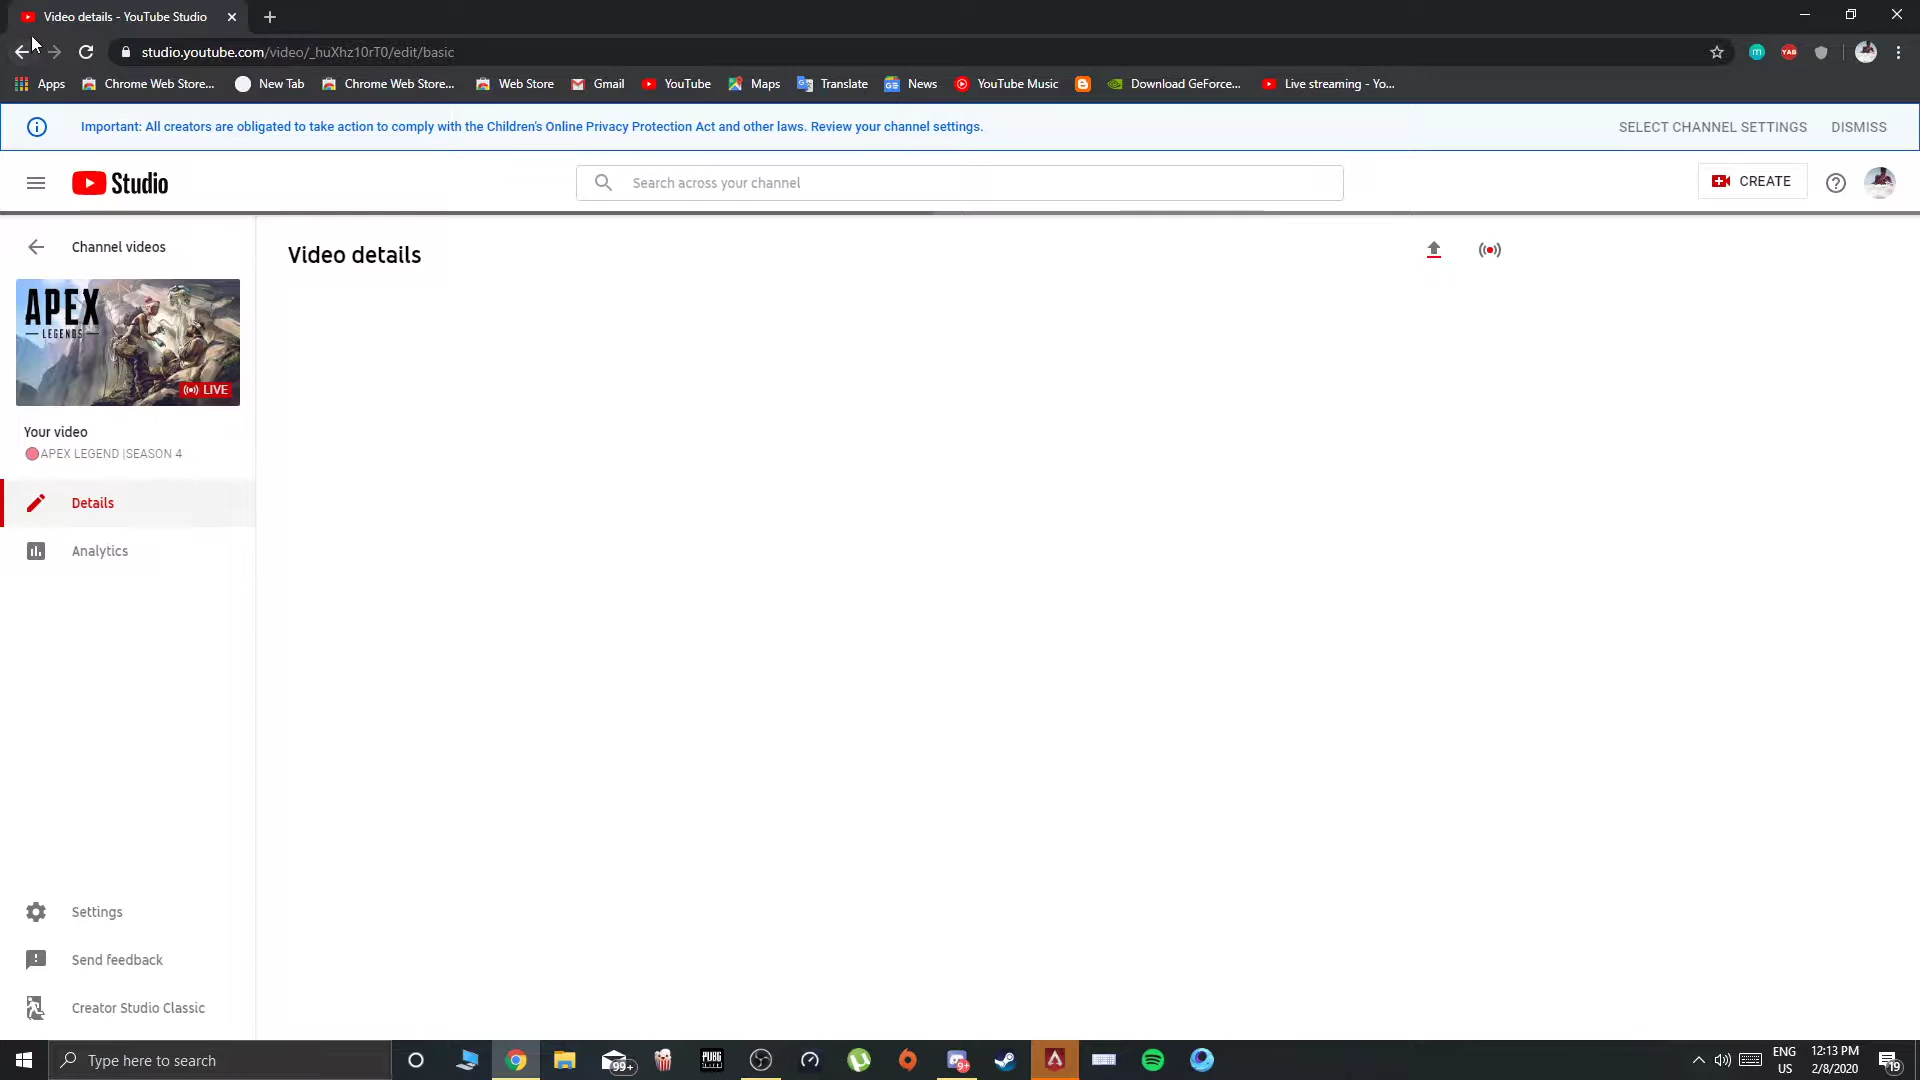 Video details - YouTube Studio
studio.youtube.com/video/_huXhz10rT0/edit/basic
Apps
Chrome Web Store...
New Tab
Chrome Web Store...
Web Store
Gmail
YouTube
Maps
Translate
News
YouTube Music
Download GeForce...
Live streaming - Yo...
Important: All creators are obligated to take action to comply with the Children's Online Privacy Protection Act and other laws. Review your channel settings.
SELECT CHANNEL SETTINGS
DISMISS
Studio
Search across your channel
CREATE
Channel videos
Video details
APEX
LEGENDS
LIVE
Your video
APEX LEGEND |SEASON 4
Details
Analytics
Settings
Send feedback
Creator Studio Classic
Type here to search
99+
PUBG
9+
ENG
US
12:13 PM
2/8/2020
19